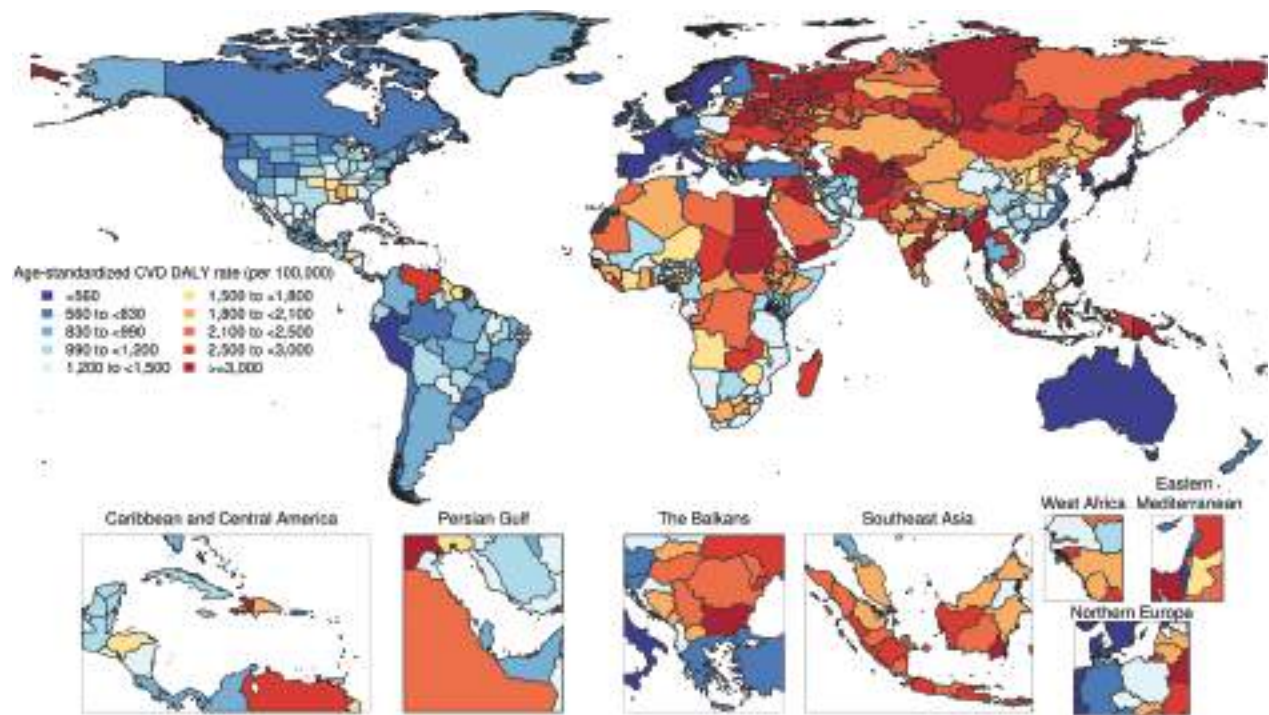 Age-standardized CVD DALY rate (per 100,000)
<560
560 to <830
830 to <990
990 to <1,200
1,200 to <1,500
1,500 to <1,800
1,800 to <2,100
2,100 to <2,500
2,500 to <3,000
>=3,000
Caribbean and Central America
Persian Gulf
The Balkans
Southeast Asia
West Africa
Eastern
Mediterranean
Northern Europe